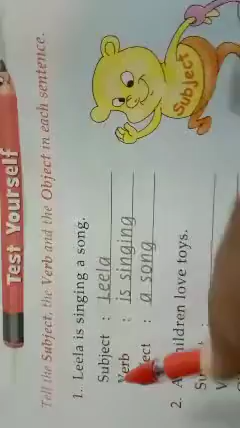 Test Yourself
Tell the Subject, the Verb and the Object in each sentence.
1. Leela is singing a song.
Subject : Leela
Verb : is singing
ect : a song
Subject
2. A ildren love toys.
Su
V